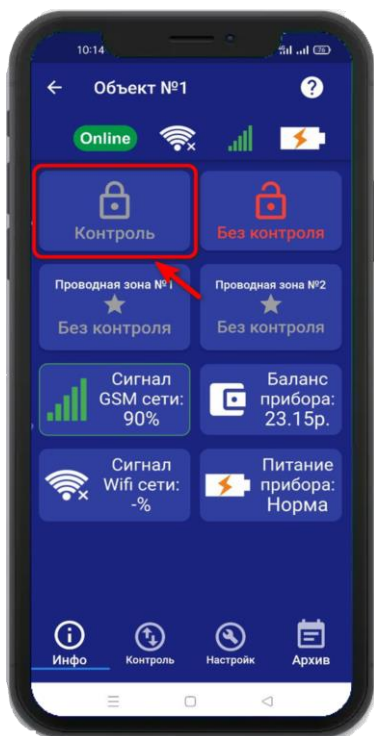 10:14
76
Объект №1
?
Online
Контроль
Без контроля
Проводная зона №1
Без контроля
Проводная зона №2
Без контроля
Сигнал
GSM сети:
90%
Баланс
прибора:
23.15р.
Сигнал
Wifi сети:
-%
Питание
прибора:
Норма
Инфо
Контроль
Настройк
Архив